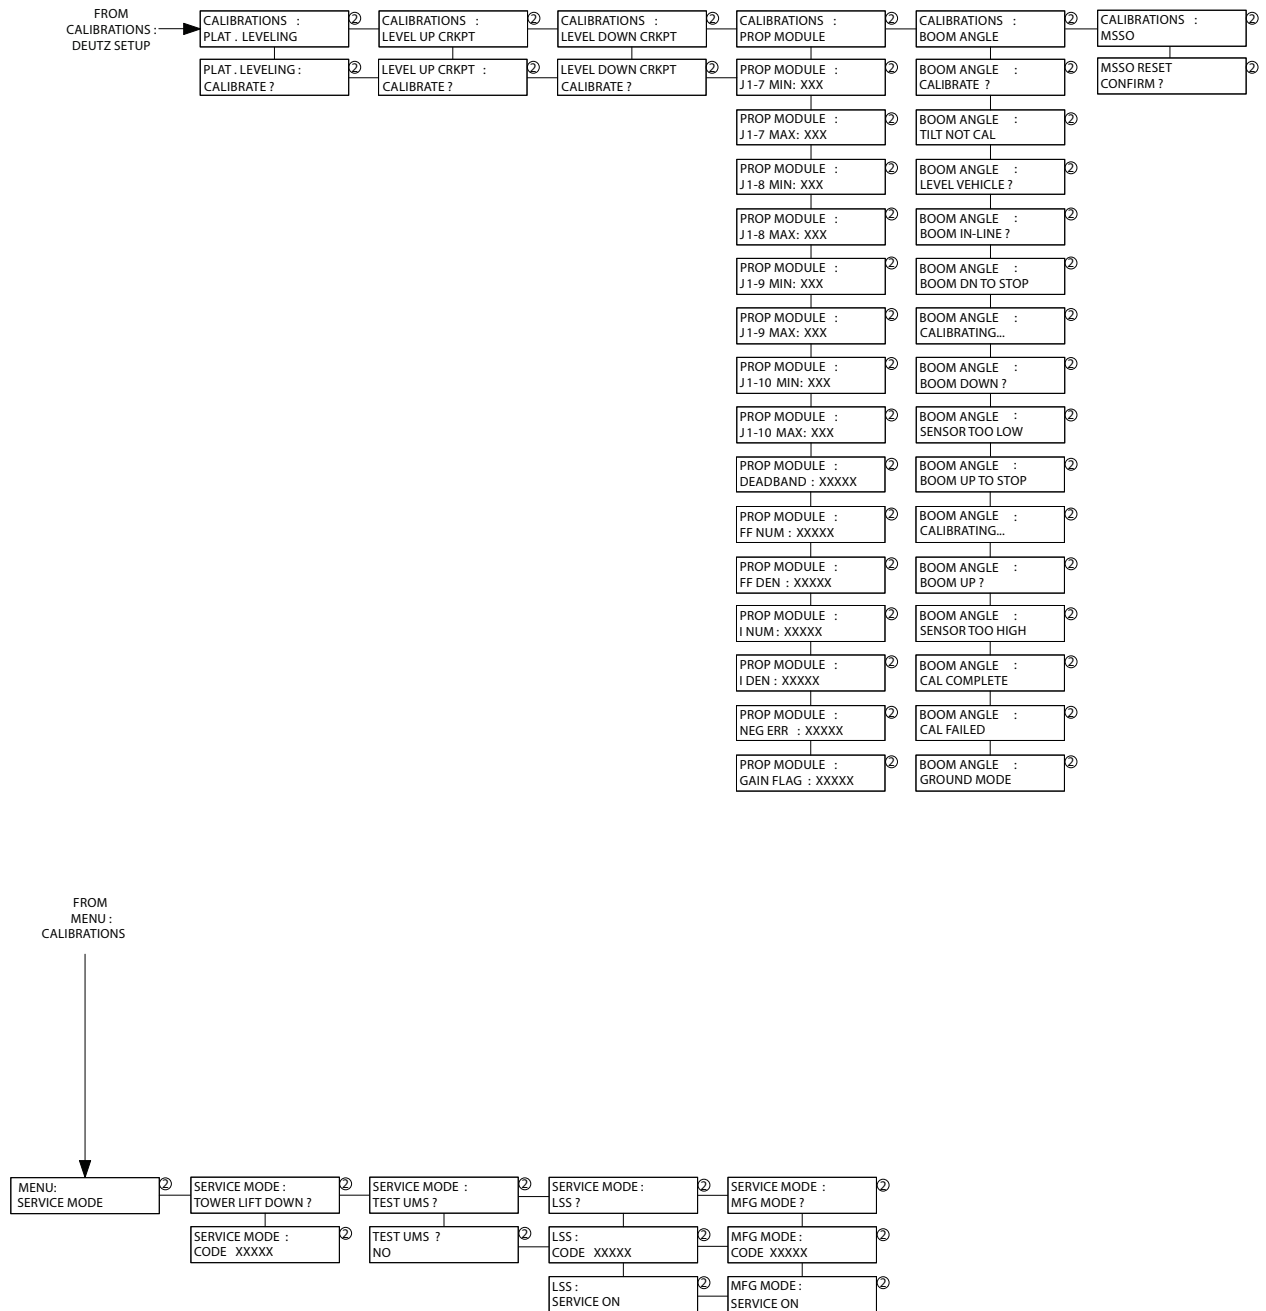 FROM
CALIBRATIONS :
DEUTZ SETUP
CALIBRATIONS :
PLAT . LEVELING
②
CALIBRATIONS :
LEVEL UP CRKPT
②
CALIBRATIONS :
LEVEL DOWN CRKPT
②
CALIBRATIONS :
PROP MODULE
②
CALIBRATIONS :
BOOM ANGLE
②
CALIBRATIONS :
MSSO
②
PLAT . LEVELING :
CALIBRATE ?
②
LEVEL UP CRKPT :
CALIBRATE ?
②
LEVEL DOWN CRKPT
CALIBRATE ?
②
PROP MODULE :
J1-7 MIN: XXX
②
BOOM ANGLE :
CALIBRATE ?
②
MSSO RESET
CONFIRM ?
②
PROP MODULE :
J1-7 MAX: XXX
②
BOOM ANGLE :
TILT NOT CAL
②
PROP MODULE :
J1-8 MIN: XXX
②
BOOM ANGLE :
LEVEL VEHICLE ?
②
PROP MODULE :
J1-8 MAX: XXX
②
BOOM ANGLE :
BOOM IN-LINE ?
②
PROP MODULE :
J1-9 MIN: XXX
②
BOOM ANGLE :
BOOM DN TO STOP
②
PROP MODULE :
J1-9 MAX: XXX
②
BOOM ANGLE :
CALIBRATING...
②
PROP MODULE :
J1-10 MIN: XXX
②
BOOM ANGLE :
BOOM DOWN ?
②
PROP MODULE :
J1-10 MAX: XXX
②
BOOM ANGLE :
SENSOR TOO LOW
②
PROP MODULE :
DEADBAND : XXXXX
②
BOOM ANGLE :
BOOM UP TO STOP
②
PROP MODULE :
FF NUM : XXXXX
②
BOOM ANGLE :
CALIBRATING...
②
PROP MODULE :
FF DEN : XXXXX
②
BOOM ANGLE :
BOOM UP ?
②
PROP MODULE :
I NUM : XXXXX
②
BOOM ANGLE :
SENSOR TOO HIGH
②
PROP MODULE :
I DEN : XXXXX
②
BOOM ANGLE :
CAL COMPLETE
②
PROP MODULE :
NEG ERR : XXXXX
②
BOOM ANGLE :
CAL FAILED
②
PROP MODULE :
GAIN FLAG : XXXXX
②
BOOM ANGLE :
GROUND MODE
②
FROM
MENU :
CALIBRATIONS
MENU:
SERVICE MODE
②
SERVICE MODE :
TOWER LIFT DOWN ?
②
SERVICE MODE :
TEST UMS ?
②
SERVICE MODE :
LSS ?
②
SERVICE MODE :
MFG MODE ?
②
SERVICE MODE :
CODE XXXXX
②
TEST UMS ?
NO
②
LSS :
CODE XXXXX
②
MFG MODE :
CODE XXXXX
②
LSS :
SERVICE ON
②
MFG MODE :
SERVICE ON
②